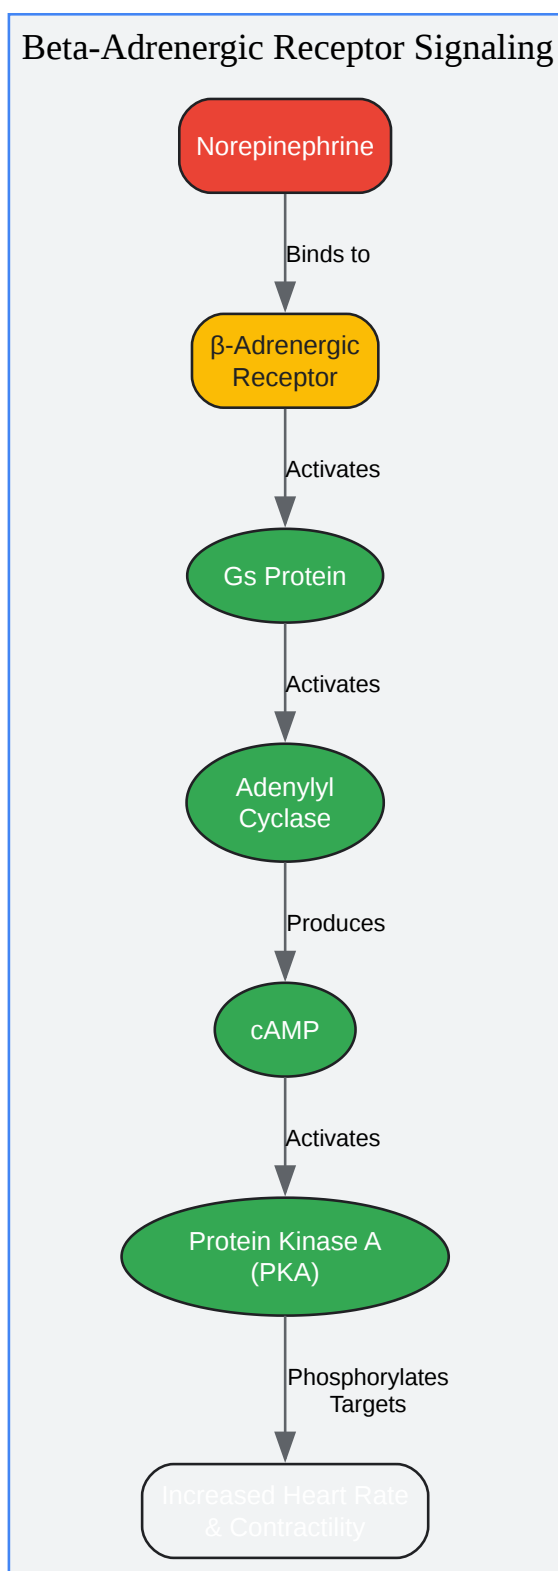 Beta-Adrenergic Receptor Signaling
Norepinephrine
Binds to
β-Adrenergic
Receptor
Activates
Gs Protein
Activates
Adenylyl
Cyclase
Produces
cAMP
Activates
Protein Kinase A
(PKA)
Phosphorylates
Targets
Increased Heart Rate
& Contractility